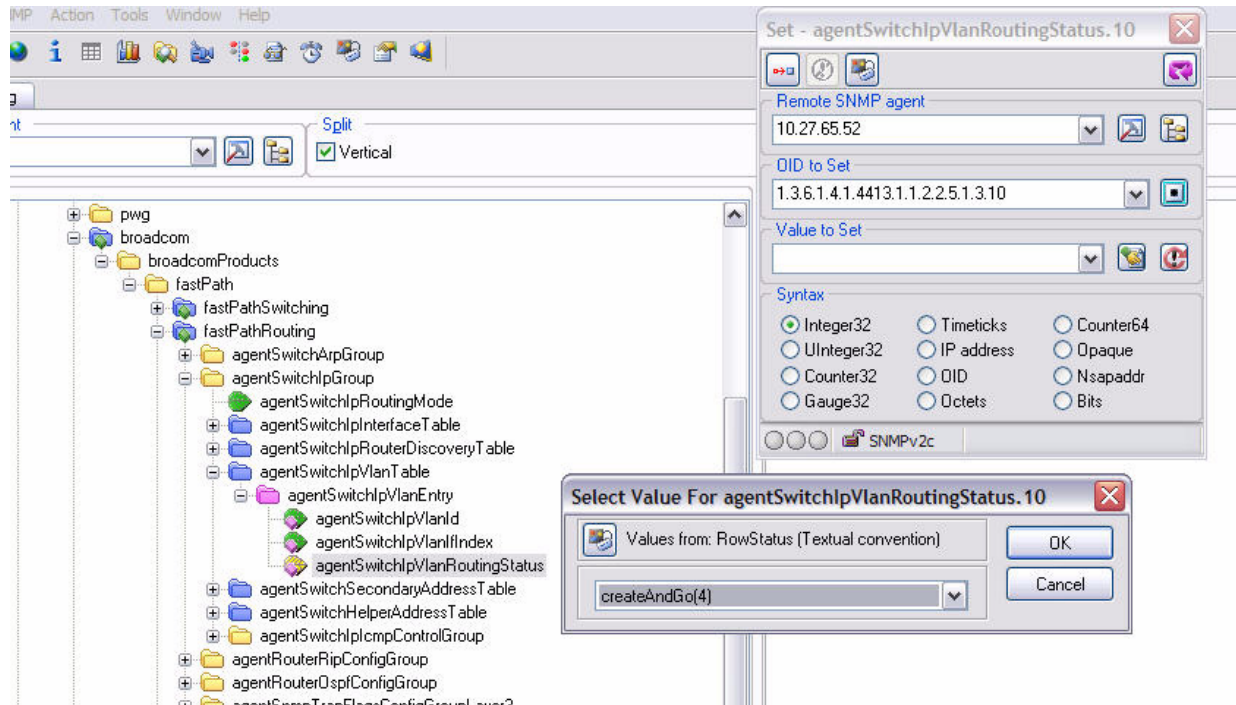 MP Action Tools Window Help
g
nt
Split
Vertical
pwg
broadcom
broadcomProducts
fastPath
fastPathSwitching
fastPathRouting
agentSwitchArpGroup
agentSwitchIpGroup
agentSwitchIpRoutingMode
agentSwitchIpInterfaceTable
agentSwitchIpRouterDiscoveryTable
agentSwitchIpVlanTable
agentSwitchIpVlanEntry
agentSwitchIpVlanId
agentSwitchIpVlanIfIndex
agentSwitchIpVlanRoutingStatus
agentSwitchSecondaryAddressTable
agentSwitchHelperAddressTable
agentSwitchIpIcmpControlGroup
agentRouterRipConfigGroup
agentRouterOspfConfigGroup
agentSnmpTrapFlagsConfigGroupLayer3
Set - agentSwitchIpVlanRoutingStatus.10
Remote SNMP agent
10.27.65.52
OID to Set
1.3.6.1.4.1.4413.1.1.2.2.5.1.3.10
Value to Set
Syntax
Integer32 Timeticks Counter64
UInteger32 IP address Opaque
Counter32 OID Nsapaddr
Gauge32 Octets Bits
SNMPv2c
Select Value For agentSwitchIpVlanRoutingStatus.10
Values from: RowStatus (Textual convention)
OK
createAndGo(4)
Cancel